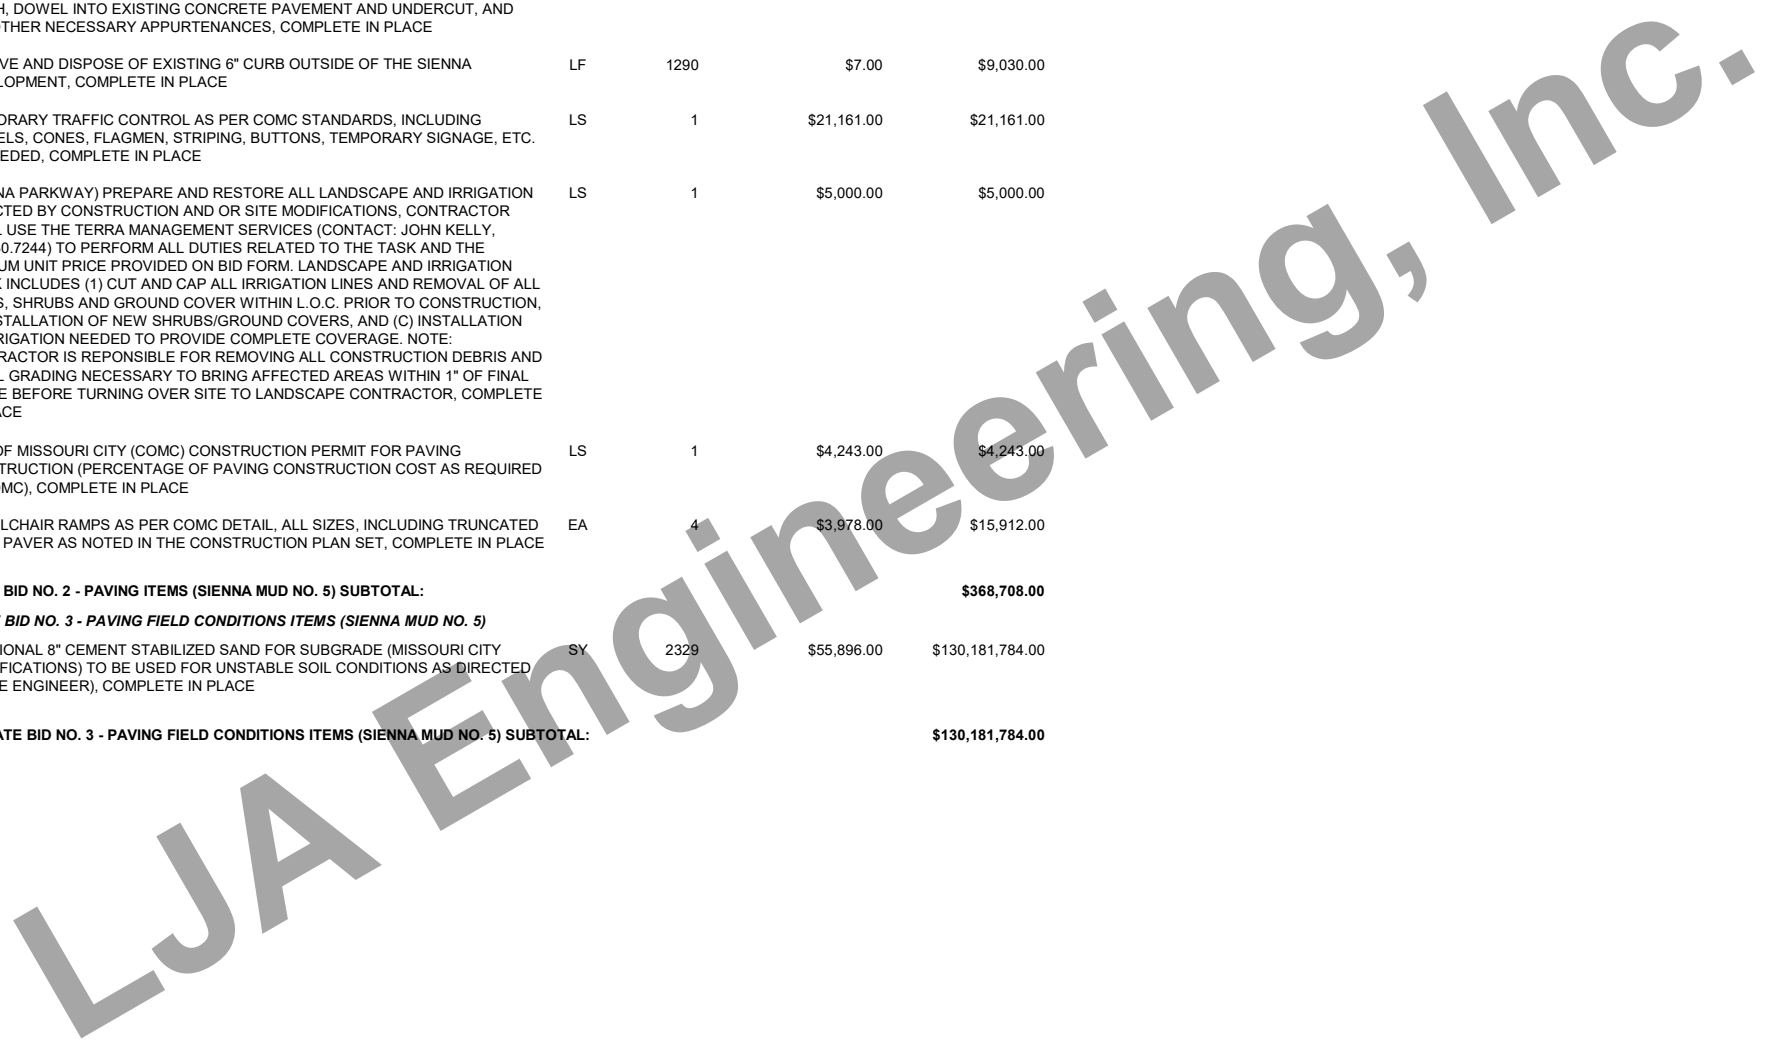 H, DOWEL INTO EXISTING CONCRETE PAVEMENT AND UNDERCUT, AND
OTHER NECESSARY APPURTENANCES, COMPLETE IN PLACE
VE AND DISPOSE OF EXISTING 6" CURB OUTSIDE OF THE SIENNA LF 1290 $7.00 $9,030.00
LOPMENT, COMPLETE IN PLACE
ORARY TRAFFIC CONTROL AS PER COMC STANDARDS, INCLUDING LS 1 $21,161.00 $21,161.00
ELS, CONES, FLAGMEN, STRIPING, BUTTONS, TEMPORARY SIGNAGE, ETC.
EEDED, COMPLETE IN PLACE
NA PARKWAY) PREPARE AND RESTORE ALL LANDSCAPE AND IRRIGATION LS 1 $5,000.00 $5,000.00
CTED BY CONSTRUCTION AND OR SITE MODIFICATIONS, CONTRACTOR
L USE THE TERRA MANAGEMENT SERVICES (CONTACT: JOHN KELLY,
0.7244) TO PERFORM ALL DUTIES RELATED TO THE TASK AND THE
UM UNIT PRICE PROVIDED ON BID FORM. LANDSCAPE AND IRRIGATION
K INCLUDES (1) CUT AND CAP ALL IRRIGATION LINES AND REMOVAL OF ALL
S, SHRUBS AND GROUND COVER WITHIN L.O.C. PRIOR TO CONSTRUCTION,
STALLATION OF NEW SHRUBS/GROUND COVERS, AND (C) INSTALLATION
RIGATION NEEDED TO PROVIDE COMPLETE COVERAGE. NOTE:
RACTOR IS REPONSIBLE FOR REMOVING ALL CONSTRUCTION DEBRIS AND
L GRADING NECESSARY TO BRING AFFECTED AREAS WITHIN 1" OF FINAL
E BEFORE TURNING OVER SITE TO LANDSCAPE CONTRACTOR, COMPLETE
ACE
OF MISSOURI CITY (COMC) CONSTRUCTION PERMIT FOR PAVING LS 1 $4,243.00 $4,243.00
TRUCTION (PERCENTAGE OF PAVING CONSTRUCTION COST AS REQUIRED
OMC), COMPLETE IN PLACE
LCHAIR RAMPS AS PER COMC DETAIL, ALL SIZES, INCLUDING TRUNCATED EA 4 $3,978.00 $15,912.00
PAVER AS NOTED IN THE CONSTRUCTION PLAN SET, COMPLETE IN PLACE
BID NO. 2 - PAVING ITEMS (SIENNA MUD NO. 5) SUBTOTAL: $368,708.00
BID NO. 3 - PAVING FIELD CONDITIONS ITEMS (SIENNA MUD NO. 5)
IONAL 8" CEMENT STABILIZED SAND FOR SUBGRADE (MISSOURI CITY SY 2329 $55,896.00 $130,181,784.00
FICATIONS) TO BE USED FOR UNSTABLE SOIL CONDITIONS AS DIRECTED
E ENGINEER), COMPLETE IN PLACE
ATE BID NO. 3 - PAVING FIELD CONDITIONS ITEMS (SIENNA MUD NO. 5) SUBTOTAL: $130,181,784.00
LJA Engineering, Inc.